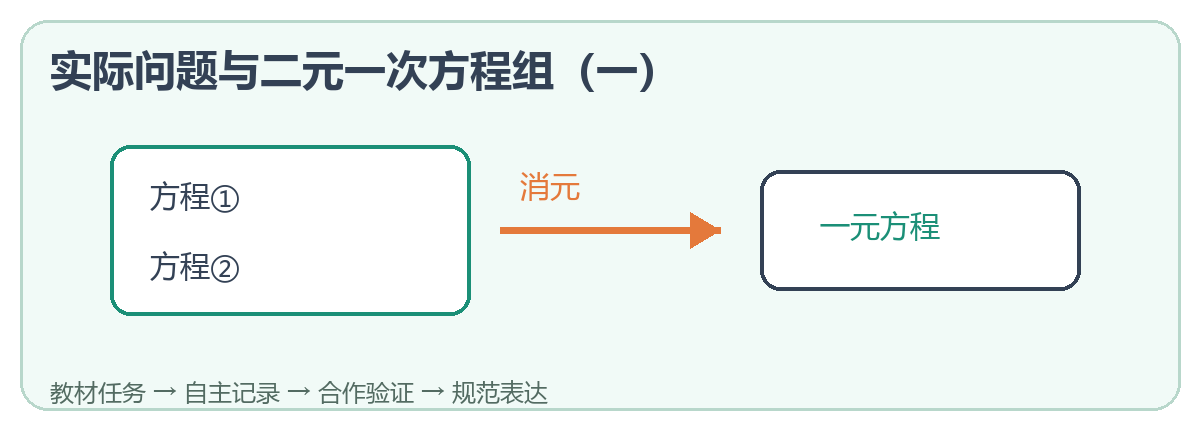 实际问题与二元一次方程组（一）
方程①
方程②
消元
一元方程
教材任务 → 自主记录 → 合作验证 → 规范表达